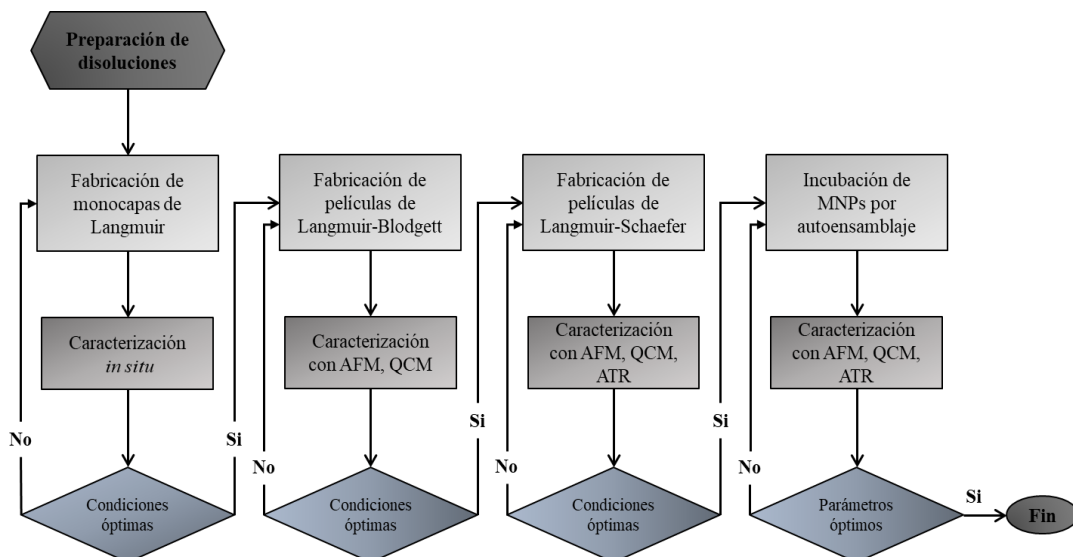 Preparación de
disoluciones
Fabricación de
monocapas de
Langmuir
Caracterización
in situ
Condiciones
óptimas
No
Si
Fabricación de
películas de
Langmuir-Blodgett
Caracterización
con AFM, QCM
Condiciones
óptimas
No
Si
Fabricación de
películas de
Langmuir-Schaefer
Caracterización
con AFM, QCM,
ATR
Condiciones
óptimas
No
Si
Incubación de
MNPs por
autoensamblaje
Caracterización
con AFM, QCM,
ATR
Parámetros
óptimos
No
Si
Fin